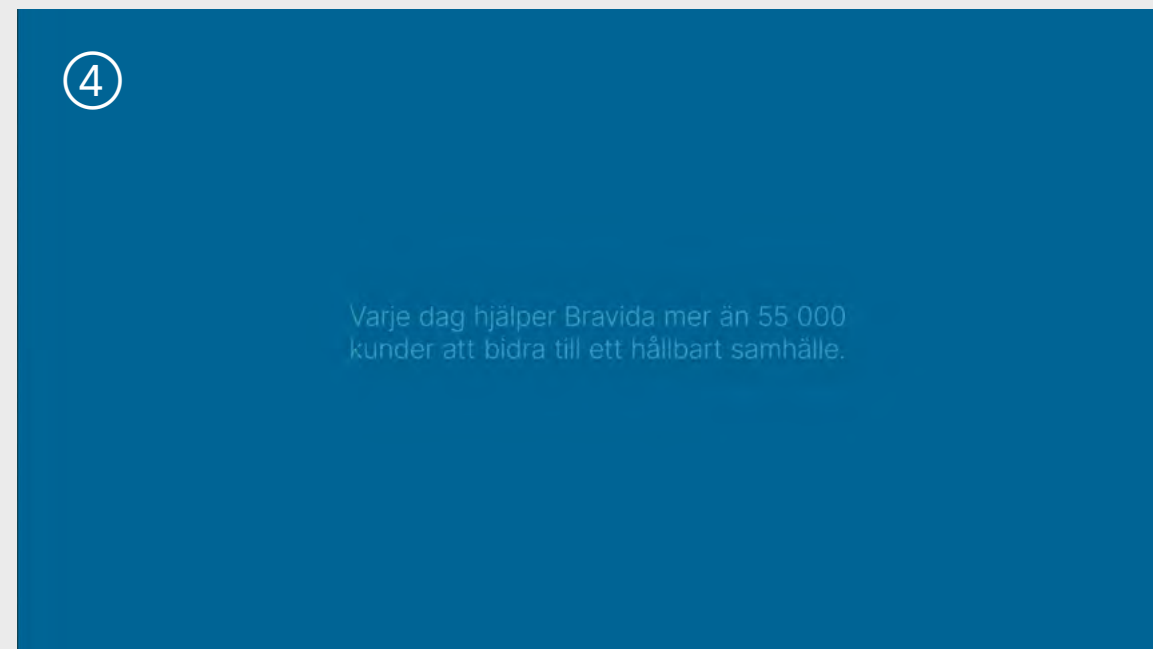 ④
Varje dag hjälper Bravida mer än 55 000
kunder att bidra till ett hållbart samhälle.